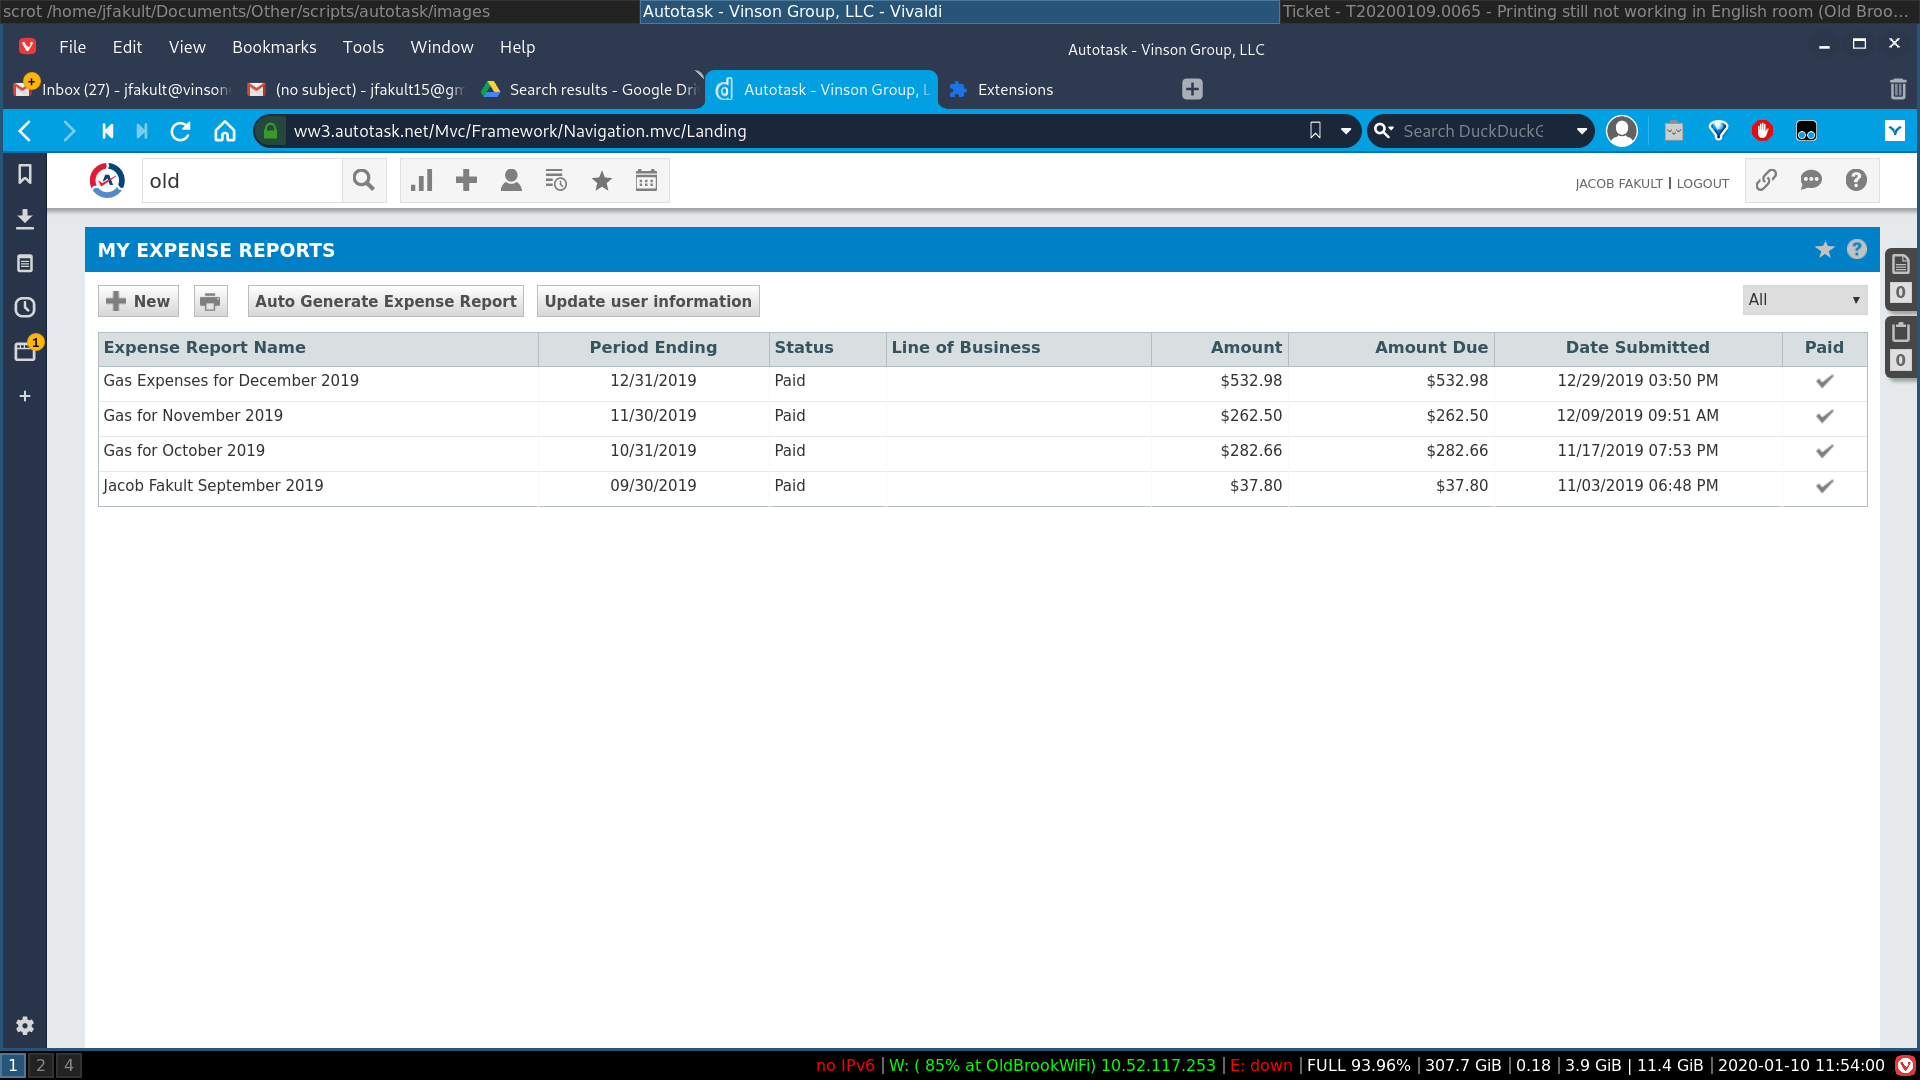 scrot /home/jfakult/Documents/Other/scripts/autotask/images
Autotask - Vinson Group, LLC - Vivaldi
Ticket - T20200109.0065 - Printing still not working in English room (Old Broo...
File Edit View Bookmarks Tools Window Help
Autotask - Vinson Group, LLC
Inbox (27) - jfakult@vinson
(no subject) - jfakult15@gm
Search results - Google Dri
Autotask - Vinson Group, L
Extensions
ww3.autotask.net/Mvc/Framework/Navigation.mvc/Landing
Search DuckDuckG
old
JACOB FAKULT | LOGOUT
MY EXPENSE REPORTS
New
Auto Generate Expense Report
Update user information
All
0
0
1
Expense Report Name Period Ending Status Line of Business Amount Amount Due Date Submitted Paid
Gas Expenses for December 2019 12/31/2019 Paid $532.98 $532.98 12/29/2019 03:50 PM
Gas for November 2019 11/30/2019 Paid $262.50 $262.50 12/09/2019 09:51 AM
Gas for October 2019 10/31/2019 Paid $282.66 $282.66 11/17/2019 07:53 PM
Jacob Fakult September 2019 09/30/2019 Paid $37.80 $37.80 11/03/2019 06:48 PM
1 2 4
no IPv6 | W: ( 85% at OldBrookWiFi) 10.52.117.253 | E: down | FULL 93.96% | 307.7 GiB | 0.18 | 3.9 GiB | 11.4 GiB | 2020-01-10 11:54:00